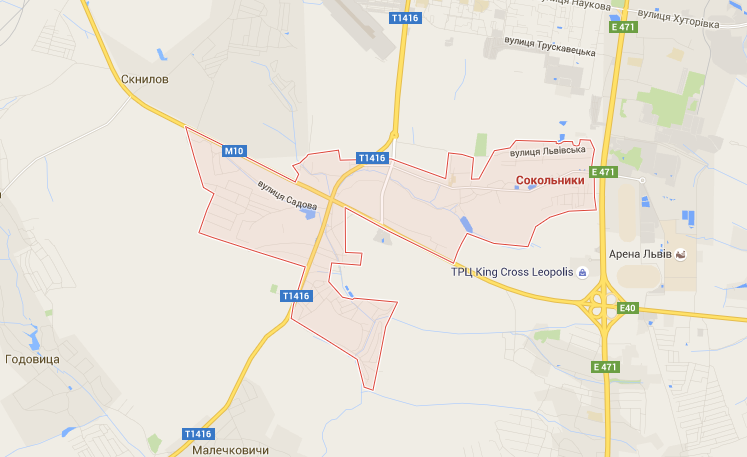 вулиця Наукова
вулиця Хуторівка
T1416
E 471
вулиця Трускавецька
Скнилов
M10
T1416
вулиця Львівська
E 471
Сокольники
вулиця Садова
Арена Львів
ТРЦ King Cross Leopolis
T1416
E40
Годовица
E 471
T1416
Малечковичи